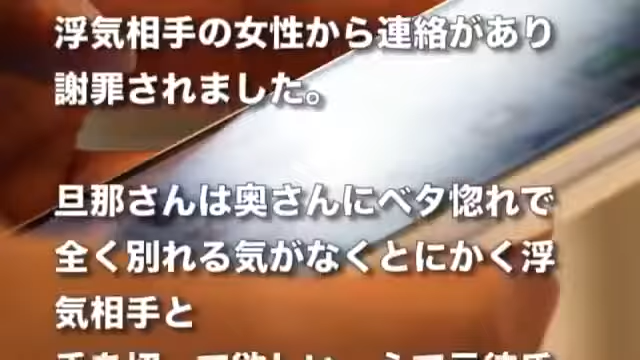 浮気相手の女性から連絡があり
謝罪されました。
旦那さんは奥さんにベタ惚れで
全く別れる気がなくとにかく浮
気相手と